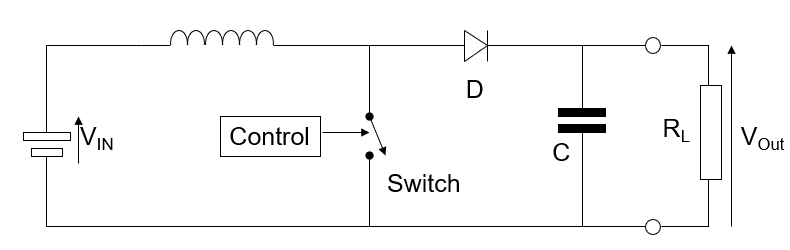 V_IN
Control
Switch
D
C
R_L
V_Out